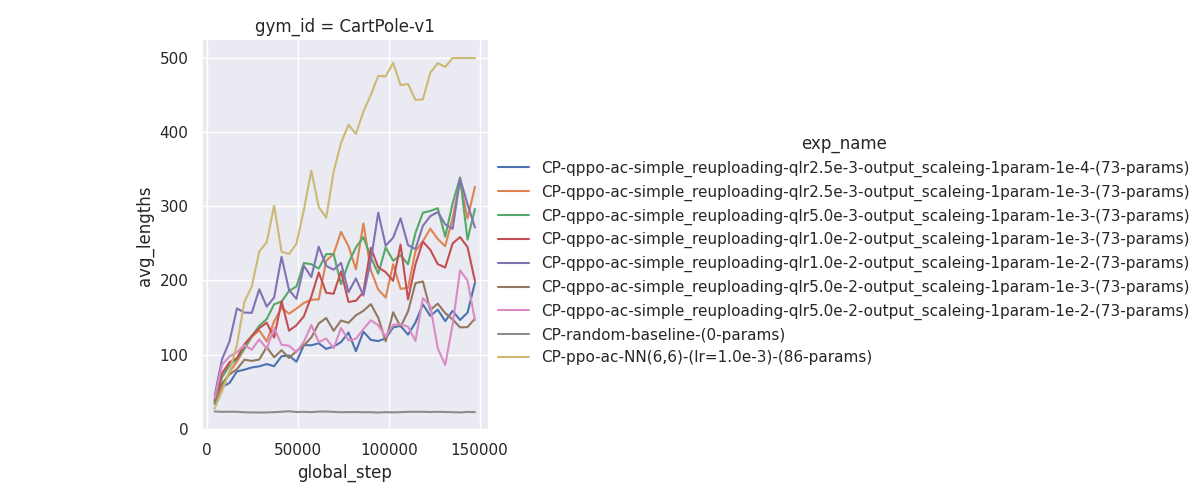 gym_id = CartPole-v1
500
400
300
200
100
0
avg_lengths
0
50000
100000
150000
global_step
exp_name
CP-qppo-ac-simple_reuploading-qlr2.5e-3-output_scaleing-1param-1e-4-(73-params)
CP-qppo-ac-simple_reuploading-qlr2.5e-3-output_scaleing-1param-1e-3-(73-params)
CP-qppo-ac-simple_reuploading-qlr5.0e-3-output_scaleing-1param-1e-3-(73-params)
CP-qppo-ac-simple_reuploading-qlr1.0e-2-output_scaleing-1param-1e-3-(73-params)
CP-qppo-ac-simple_reuploading-qlr1.0e-2-output_scaleing-1param-1e-2-(73-params)
CP-qppo-ac-simple_reuploading-qlr5.0e-2-output_scaleing-1param-1e-3-(73-params)
CP-qppo-ac-simple_reuploading-qlr5.0e-2-output_scaleing-1param-1e-2-(73-params)
CP-random-baseline-(0-params)
CP-ppo-ac-NN(6,6)-(lr=1.0e-3)-(86-params)